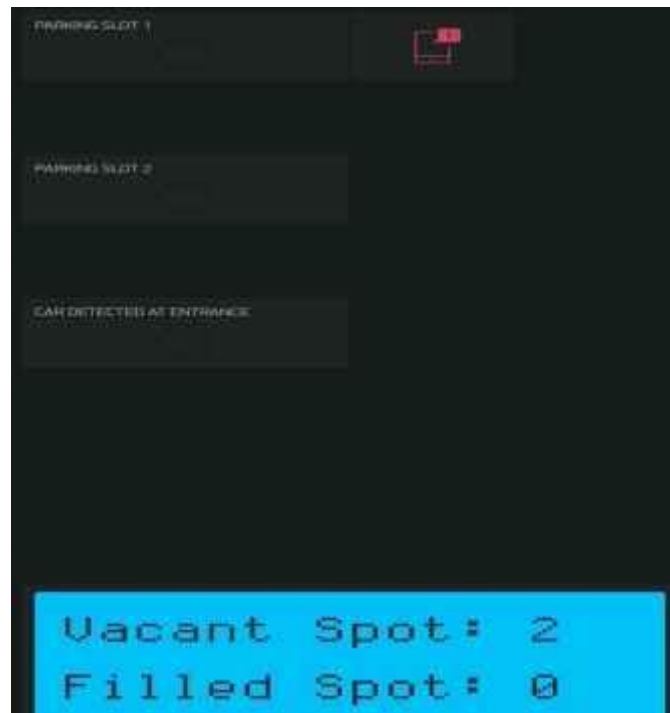 PARKING SLOT 1
PARKING SLOT 2
CAR DETECTED AT ENTRANCE
Vacant Spot: 2
Filled Spot: 0